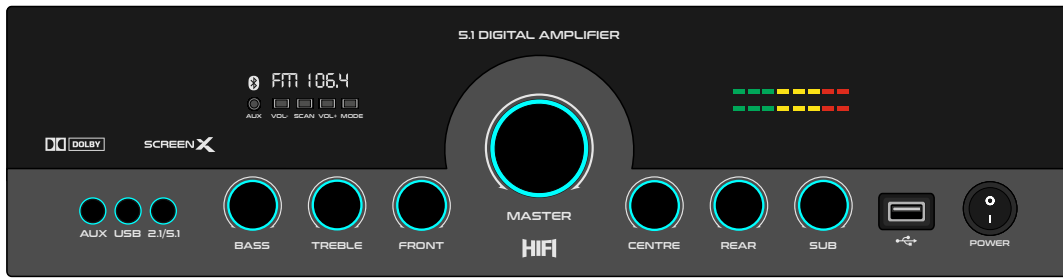 5.1 DIGITAL AMPLIFIER
FM 106.4
AUX VOL- SCAN VOL+ MODE
DOLBY
SCREEN X
AUX USB 2.1/5.1
BASS
TREBLE
FRONT
MASTER
HIFI
CENTRE
REAR
SUB
POWER